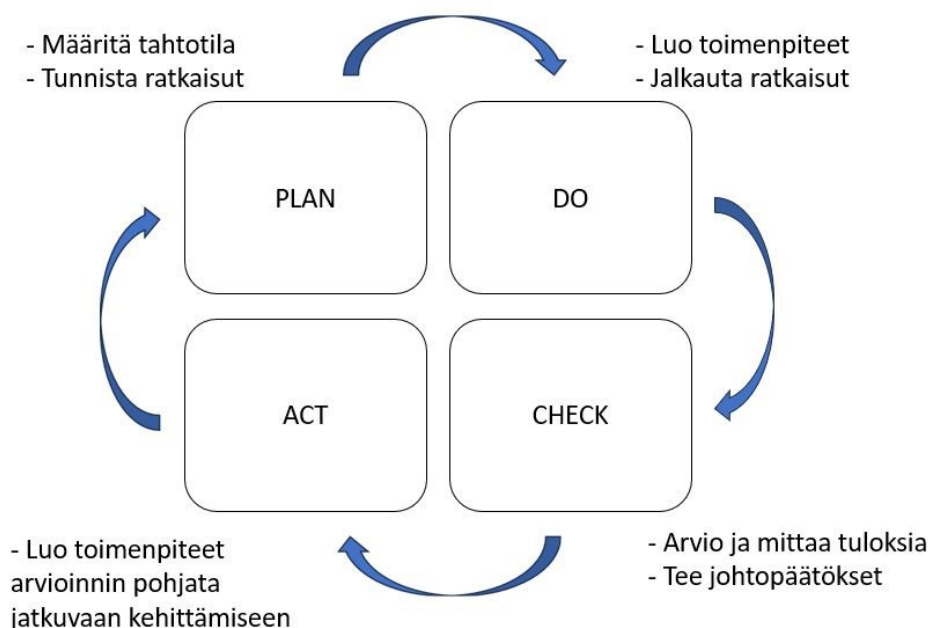 - Määritä tahtotila
- Tunnista ratkaisut
- Luo toimenpiteet
- Jalkauta ratkaisut
PLAN
DO
ACT
CHECK
- Luo toimenpiteet
arvioinnin pohjata
jatkuvaan kehittämiseen
- Arvio ja mittaa tuloksia
- Tee johtopäätökset